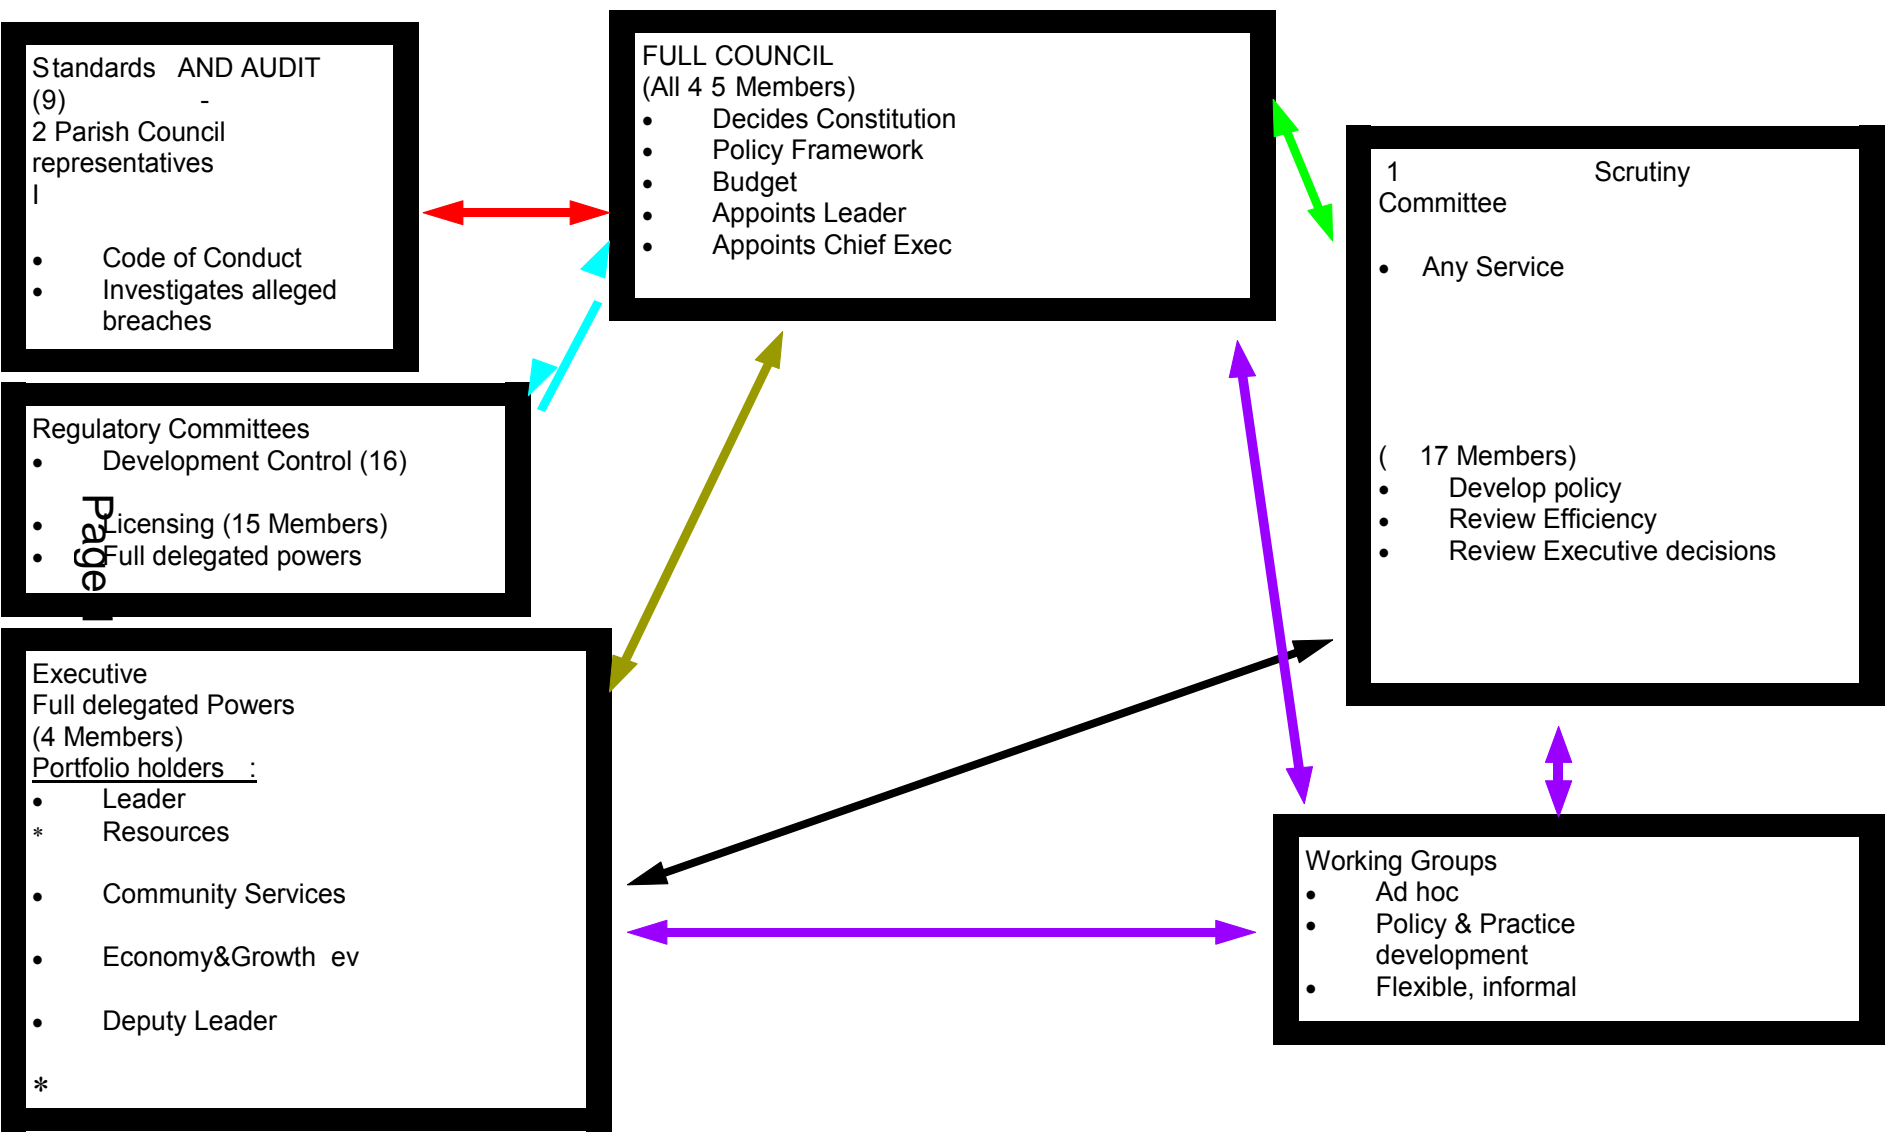 Standards AND AUDIT
(9) -
2 Parish Council
representatives
l
• Code of Conduct
• Investigates alleged
breaches
FULL COUNCIL
(All 4 5 Members)
• Decides Constitution
• Policy Framework
• Budget
• Appoints Leader
• Appoints Chief Exec
1 Scrutiny
Committee
• Any Service
( 17 Members)
• Develop policy
• Review Efficiency
• Review Executive decisions
Regulatory Committees
• Development Control (16)
• Licensing (15 Members)
• Full delegated powers
Page
Executive
Full delegated Powers
(4 Members)
Portfolio holders :
• Leader
* Resources
• Community Services
• Economy&Growth ev
• Deputy Leader
*
Working Groups
• Ad hoc
• Policy & Practice
development
• Flexible, informal